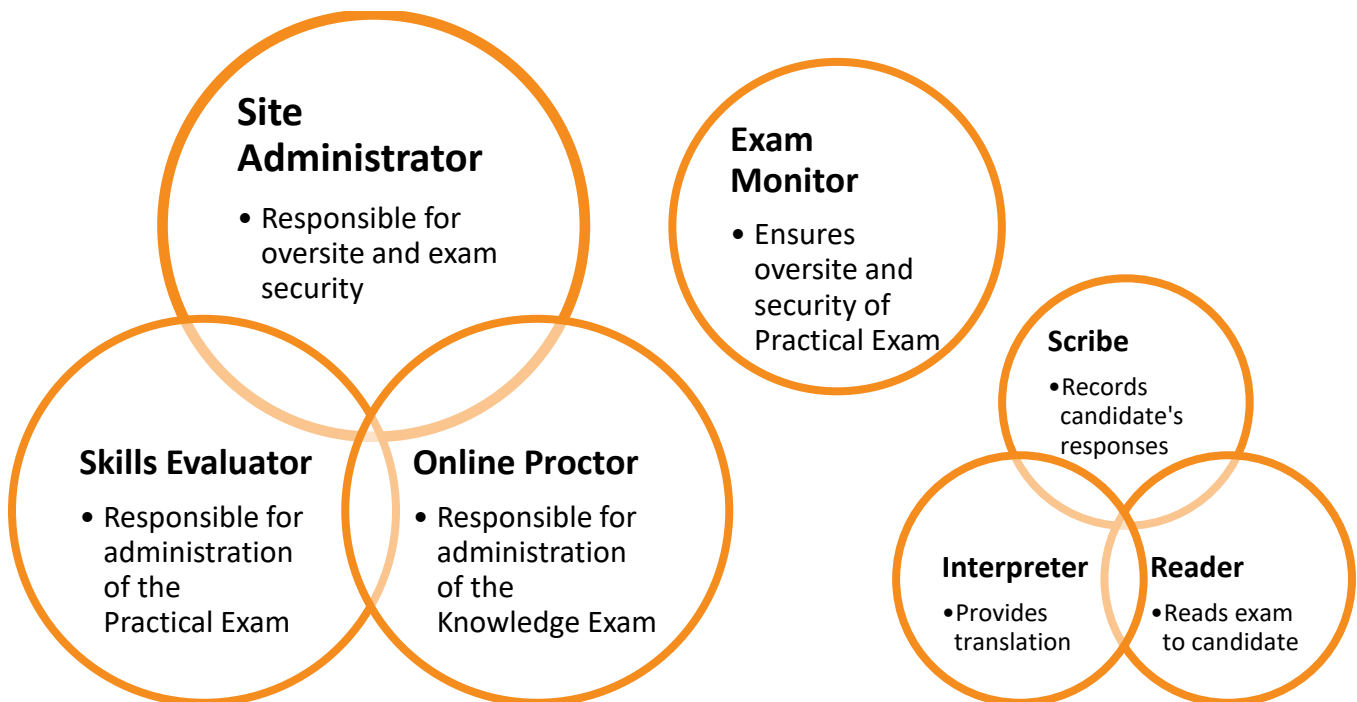 Site
Administrator
• Responsible for
oversite and exam
security
Exam
Monitor
• Ensures
oversite and
security of
Practical Exam
Skills Evaluator
• Responsible for
administration
of the
Practical Exam
Online Proctor
• Responsible for
administration
of the
Knowledge Exam
Scribe
•Records
candidate's
responses
Interpreter
•Provides
translation
Reader
•Reads exam
to candidate